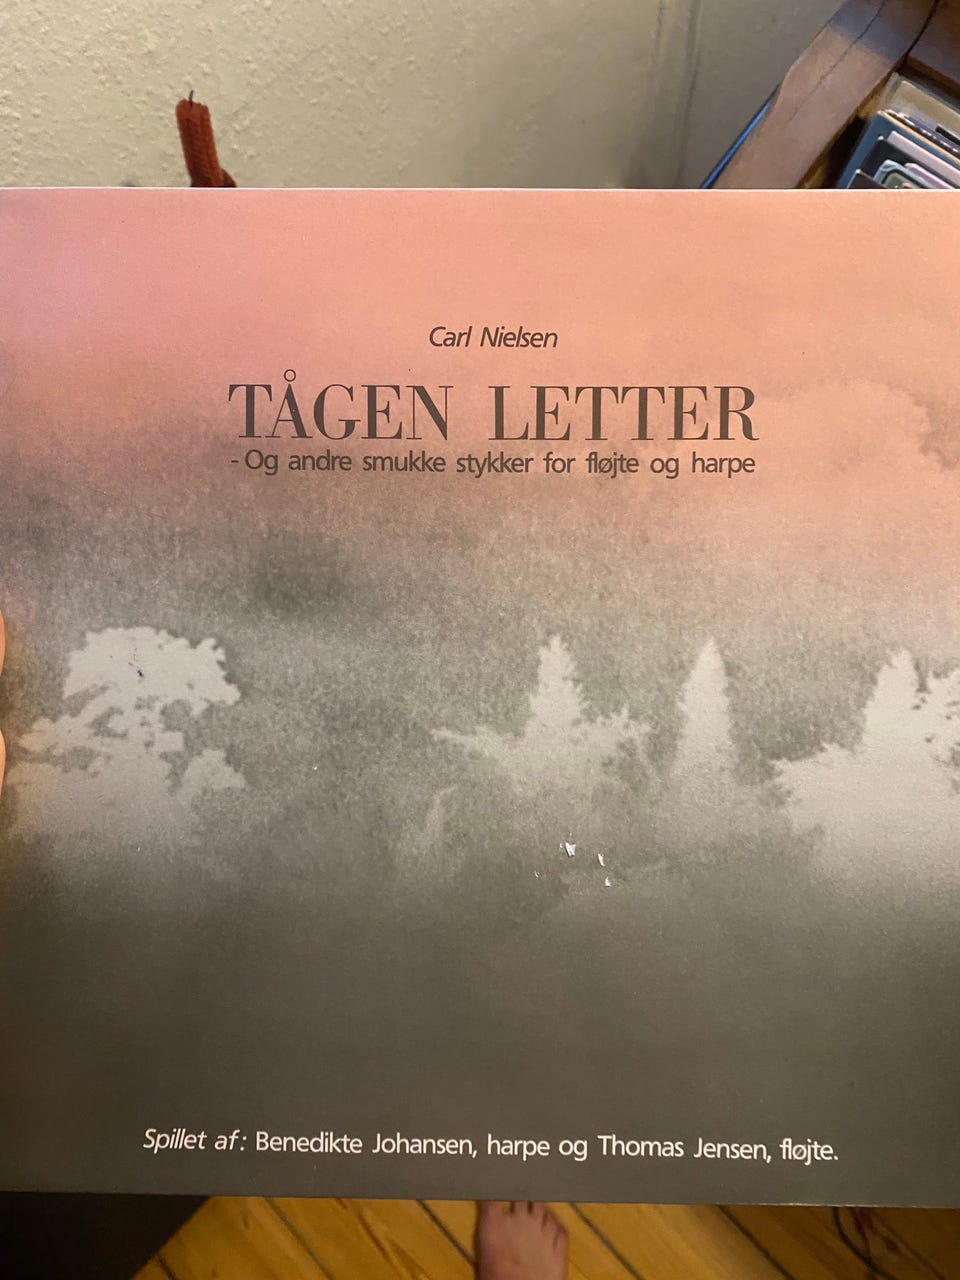 Carl Nielsen
TÅGEN LETTER
- Og andre smukke stykker for fløjte og harpe
Spillet af: Benedikte Johansen, harpe og Thomas Jensen, fløjte.